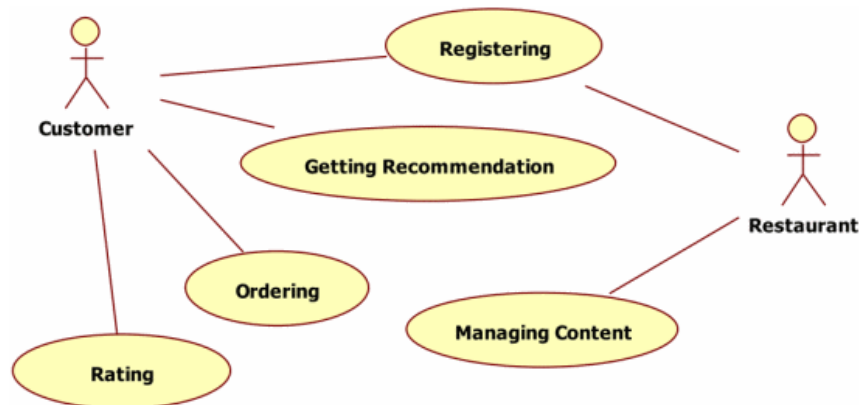 Registering
Customer
Getting Recommendation
Restaurant
Ordering
Managing Content
Rating